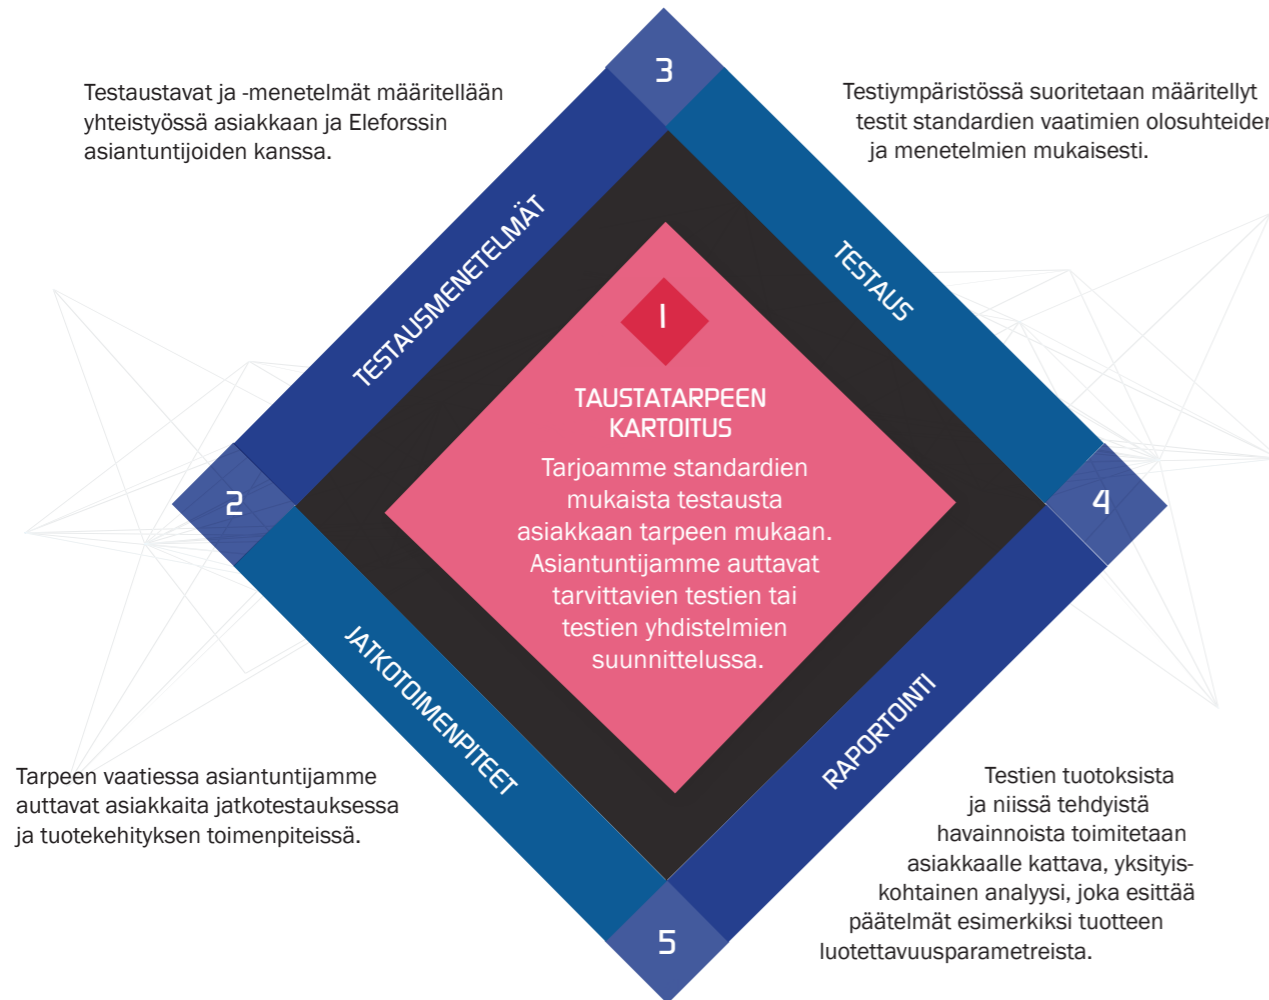 1
TAUSTATARPEEN
KARTOITUS
Tarjoamme standardien
mukaista testausta
asiakkaan tarpeen mukaan.
Asiantuntijamme auttavat
tarvittavien testien tai
testien yhdistelmien
suunnittelussa.
2
TESTAUSMENETELMÄT
Testaustavat ja -menetelmät määritellään
yhteistyössä asiakkaan ja Eleforssin
asiantuntijoiden kanssa.
3
TESTAUS
Testiympäristössä suoritetaan määritellyt
testit standardien vaatimien olosuhteiden
ja menetelmien mukaisesti.
4
RAPORTOINTI
Testien tuotoksista
ja niissä tehdyistä
havainnoista toimitetaan
asiakkaalle kattava, yksityis-
kohtainen analyysi, joka esittää
päätelmät esimerkiksi tuotteen
luotettavuusparametreista.
5
JATKOTOIMENPITEET
Tarpeen vaatiessa asiantuntijamme
auttavat asiakkaita jatkotestauksessa
ja tuotekehityksen toimenpiteissä.